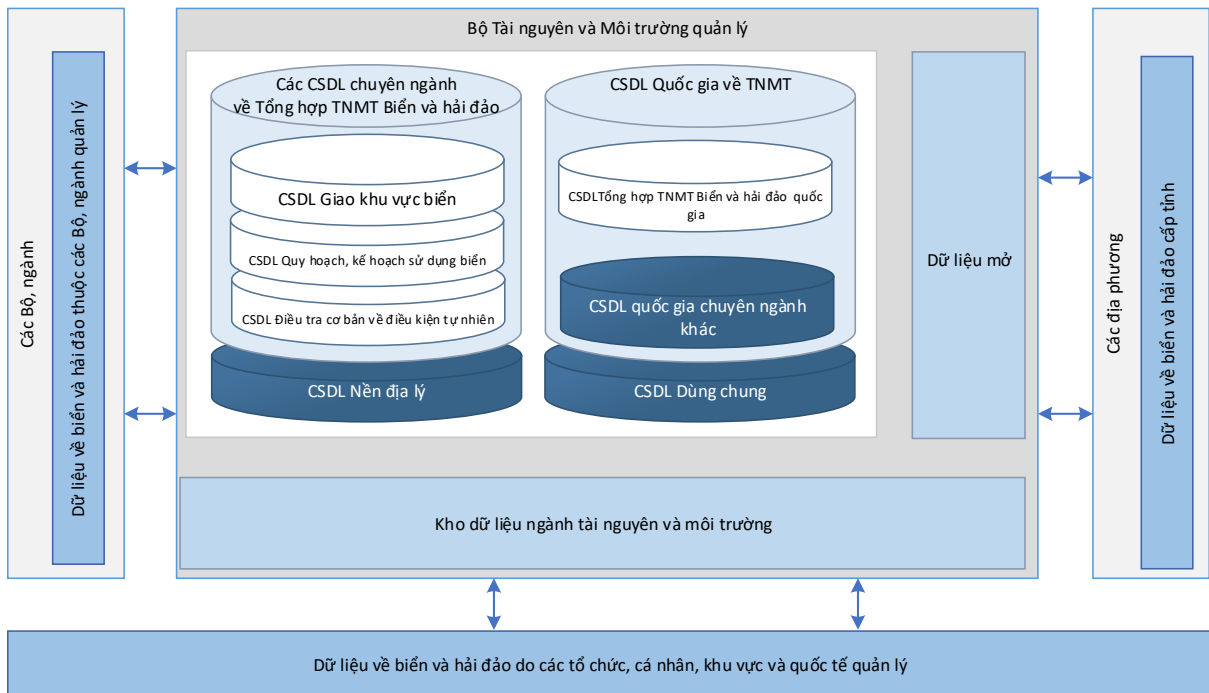 Các Bộ, ngành
Dữ liệu về biển và hải đảo thuộc các Bộ, ngành quản lý
Bộ Tài nguyên và Môi trường quản lý
Các CSDL chuyên ngành
về Tổng hợp TNMT Biển và hải đảo
CSDL Giao khu vực biển
CSDL Quy hoạch, kế hoạch sử dụng biển
CSDL Điều tra cơ bản về điều kiện tự nhiên
CSDL Nền địa lý
CSDL Quốc gia về TNMT
CSDLTổng hợp TNMT Biển và hải đảo quốc
gia
CSDL quốc gia chuyên ngành
khác
CSDL Dùng chung
Dữ liệu mở
Kho dữ liệu ngành tài nguyên và môi trường
Các địa phương
Dữ liệu về biển và hải đảo cấp tỉnh
Dữ liệu về biển và hải đảo do các tổ chức, cá nhân, khu vực và quốc tế quản lý